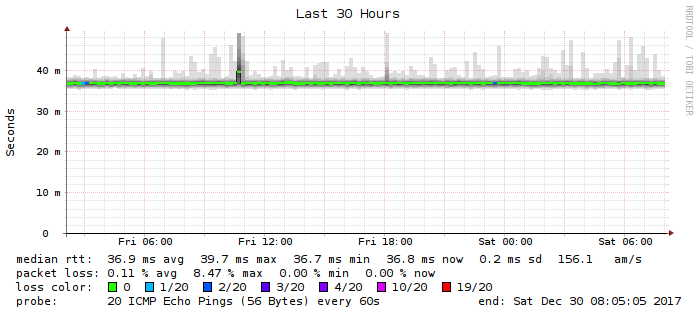 Last 30 Hours
RRDTOOL / TOBI OETIKER
Seconds
40 m
30 m
20 m
10 m
0
Fri 06:00 Fri 12:00 Fri 18:00 Sat 00:00 Sat 06:00
median rtt: 36.9 ms avg 39.7 ms max 36.7 ms min 36.8 ms now 0.2 ms sd 156.1 am/s
packet loss: 0.11 % avg 8.47 % max 0.00 % min 0.00 % now
loss color: 0 1/20 2/20 3/20 4/20 10/20 19/20
probe: 20 ICMP Echo Pings (56 Bytes) every 60s end: Sat Dec 30 08:05:05 2017